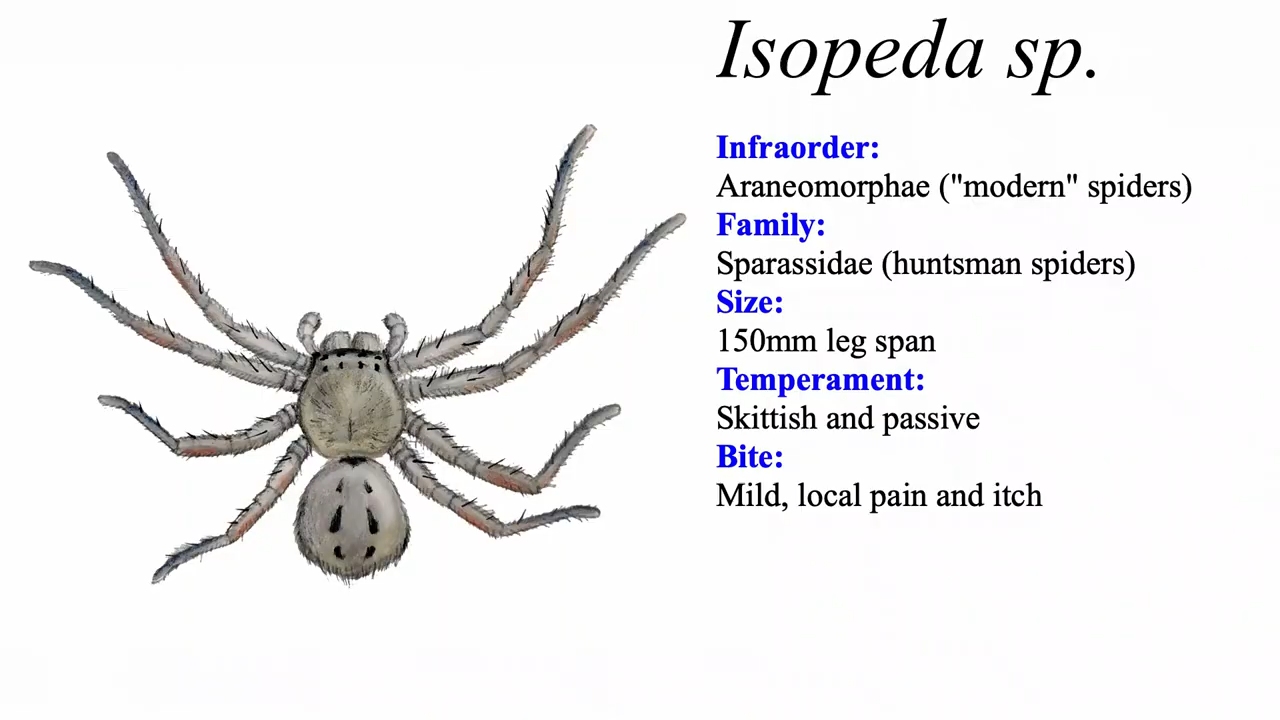 Isopeda sp.
Infraorder:
Araneomorphae ("modern" spiders)
Family:
Sparassidae (huntsman spiders)
Size:
150mm leg span
Temperament:
Skittish and passive
Bite:
Mild, local pain and itch